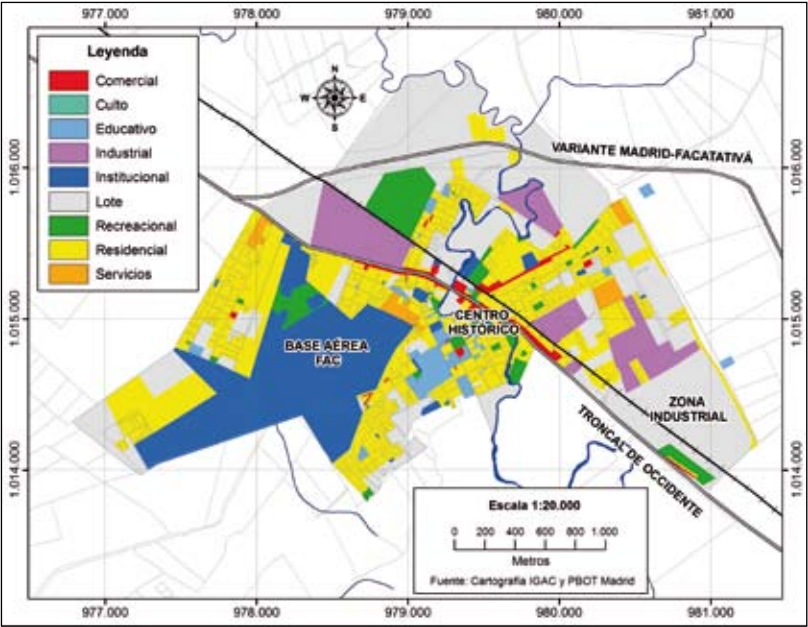 977.000 978.000 979.000 980.000 981.000
Leyenda
Comercial
Culto
Educativo
Industrial
Institucional
Lote
Recreacional
Residencial
Servicios
N
W E
S
VARIANTE MADRID-FACATATIVÁ
1.016.000 1.016.000
1.015.000 1.015.000
CENTRO
HISTÓRICO
BASE AÉREA
FAC
ZONA
INDUSTRIAL
TRONCAL DE OCCIDENTE
1.014.000 1.014.000
Escala 1:20.000
0 200 400 600 800 1.000
Metros
Fuente: Cartografía IGAC y PBOT Madrid
977.000 978.000 979.000 980.000 981.000